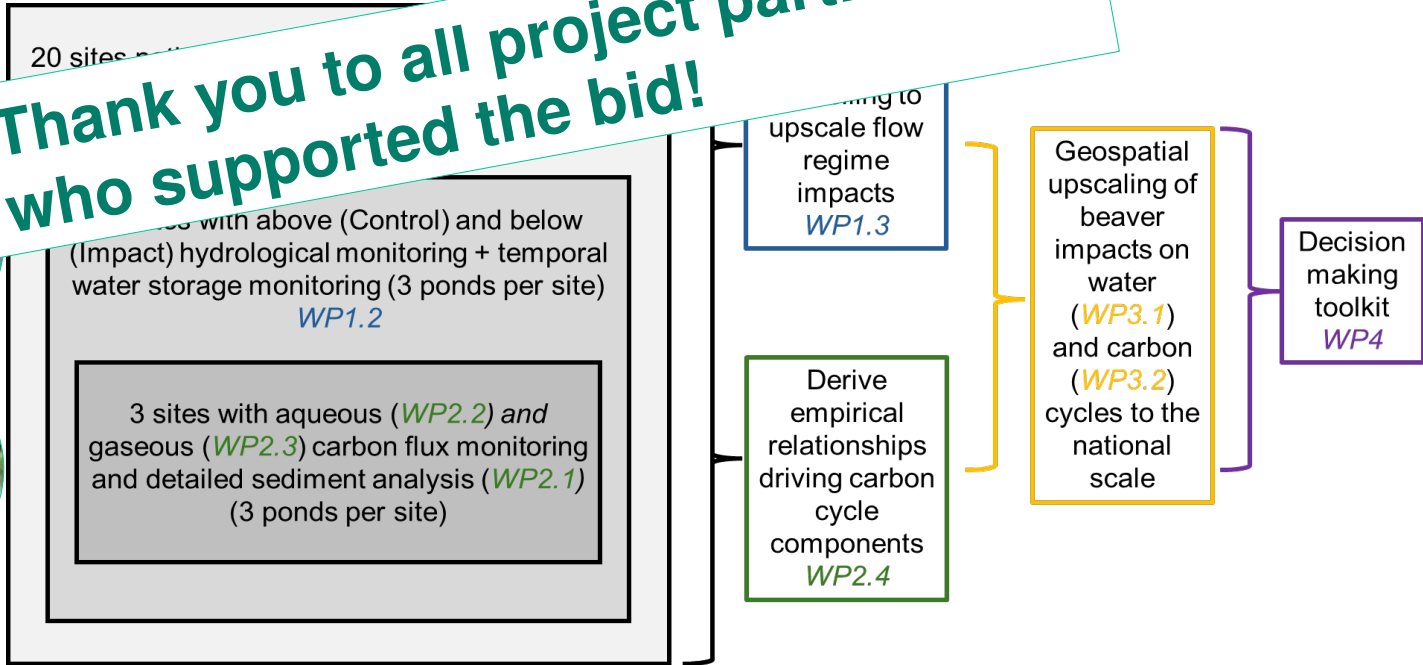 20 sites
Thank you to all project
who supported the bid!
with above (Control) and below
(Impact) hydrological monitoring + temporal
water storage monitoring (3 ponds per site)
WP1.2
3 sites with aqueous (WP2.2) and
gaseous (WP2.3) carbon flux monitoring
and detailed sediment analysis (WP2.1)
(3 ponds per site)
to
upscale flow
regime
impacts
WP1.3
Derive
empirical
relationships
driving carbon
cycle
components
WP2.4
Geospatial
upscaling of
beaver
impacts on
water
(WP3.1)
and carbon
(WP3.2)
cycles to the
national
scale
Decision
making
toolkit
WP4